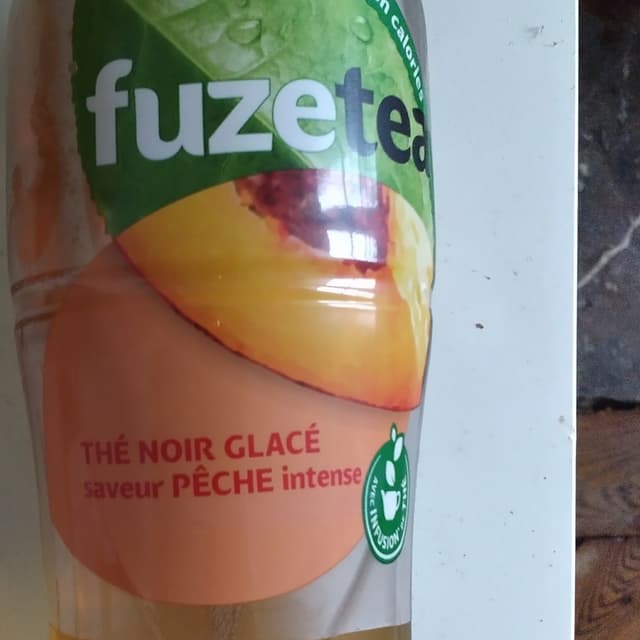 calories
fuzetea
THÉ NOIR GLACÉ
saveur PÊCHE intense
AVEC INFUSION